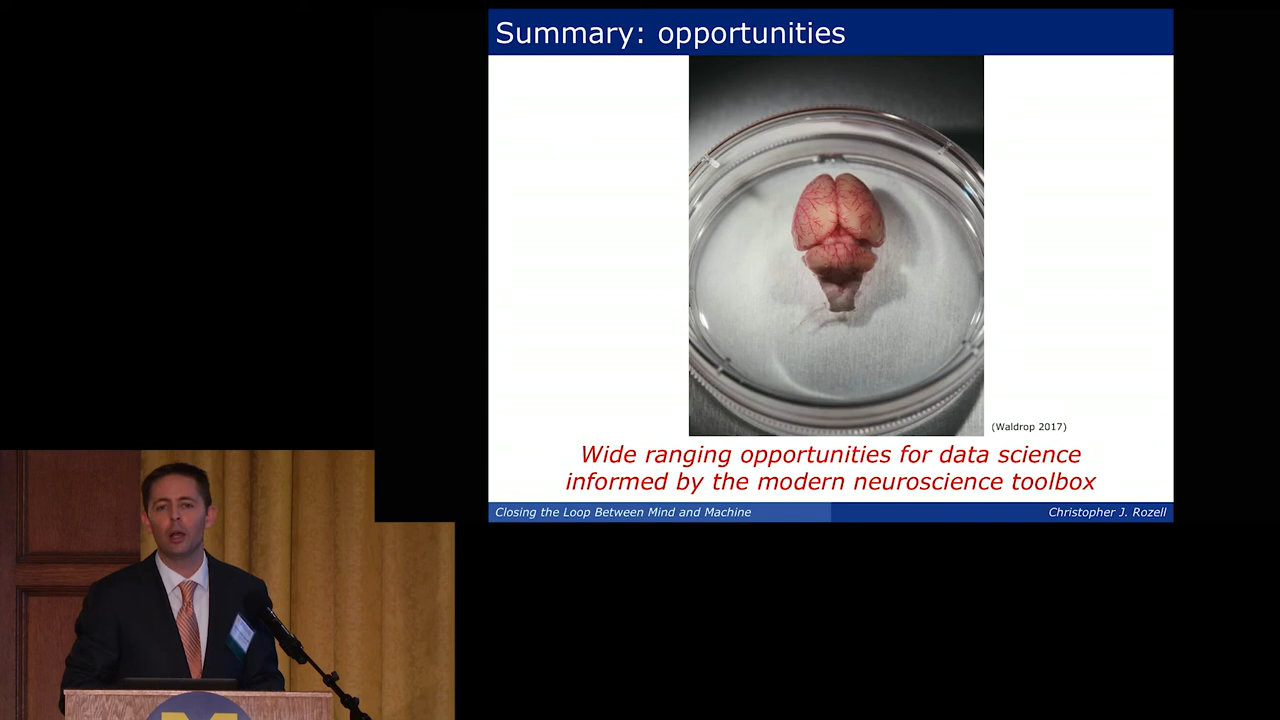 Summary: opportunities
(Waldrop 2017)
Wide ranging opportunities for data science
informed by the modern neuroscience toolbox
Closing the Loop Between Mind and Machine
Christopher J. Rozell
M